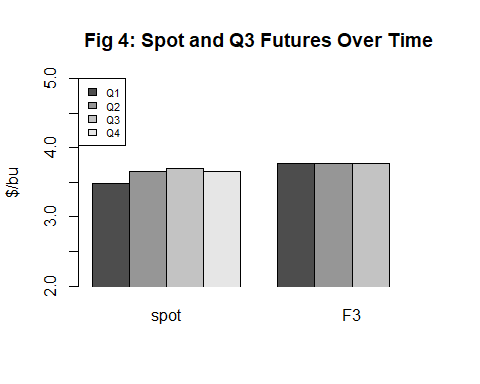 Fig 4: Spot and Q3 Futures Over Time
$/bu
5.0
4.0
3.0
2.0
Q1
Q2
Q3
Q4
spot
F3